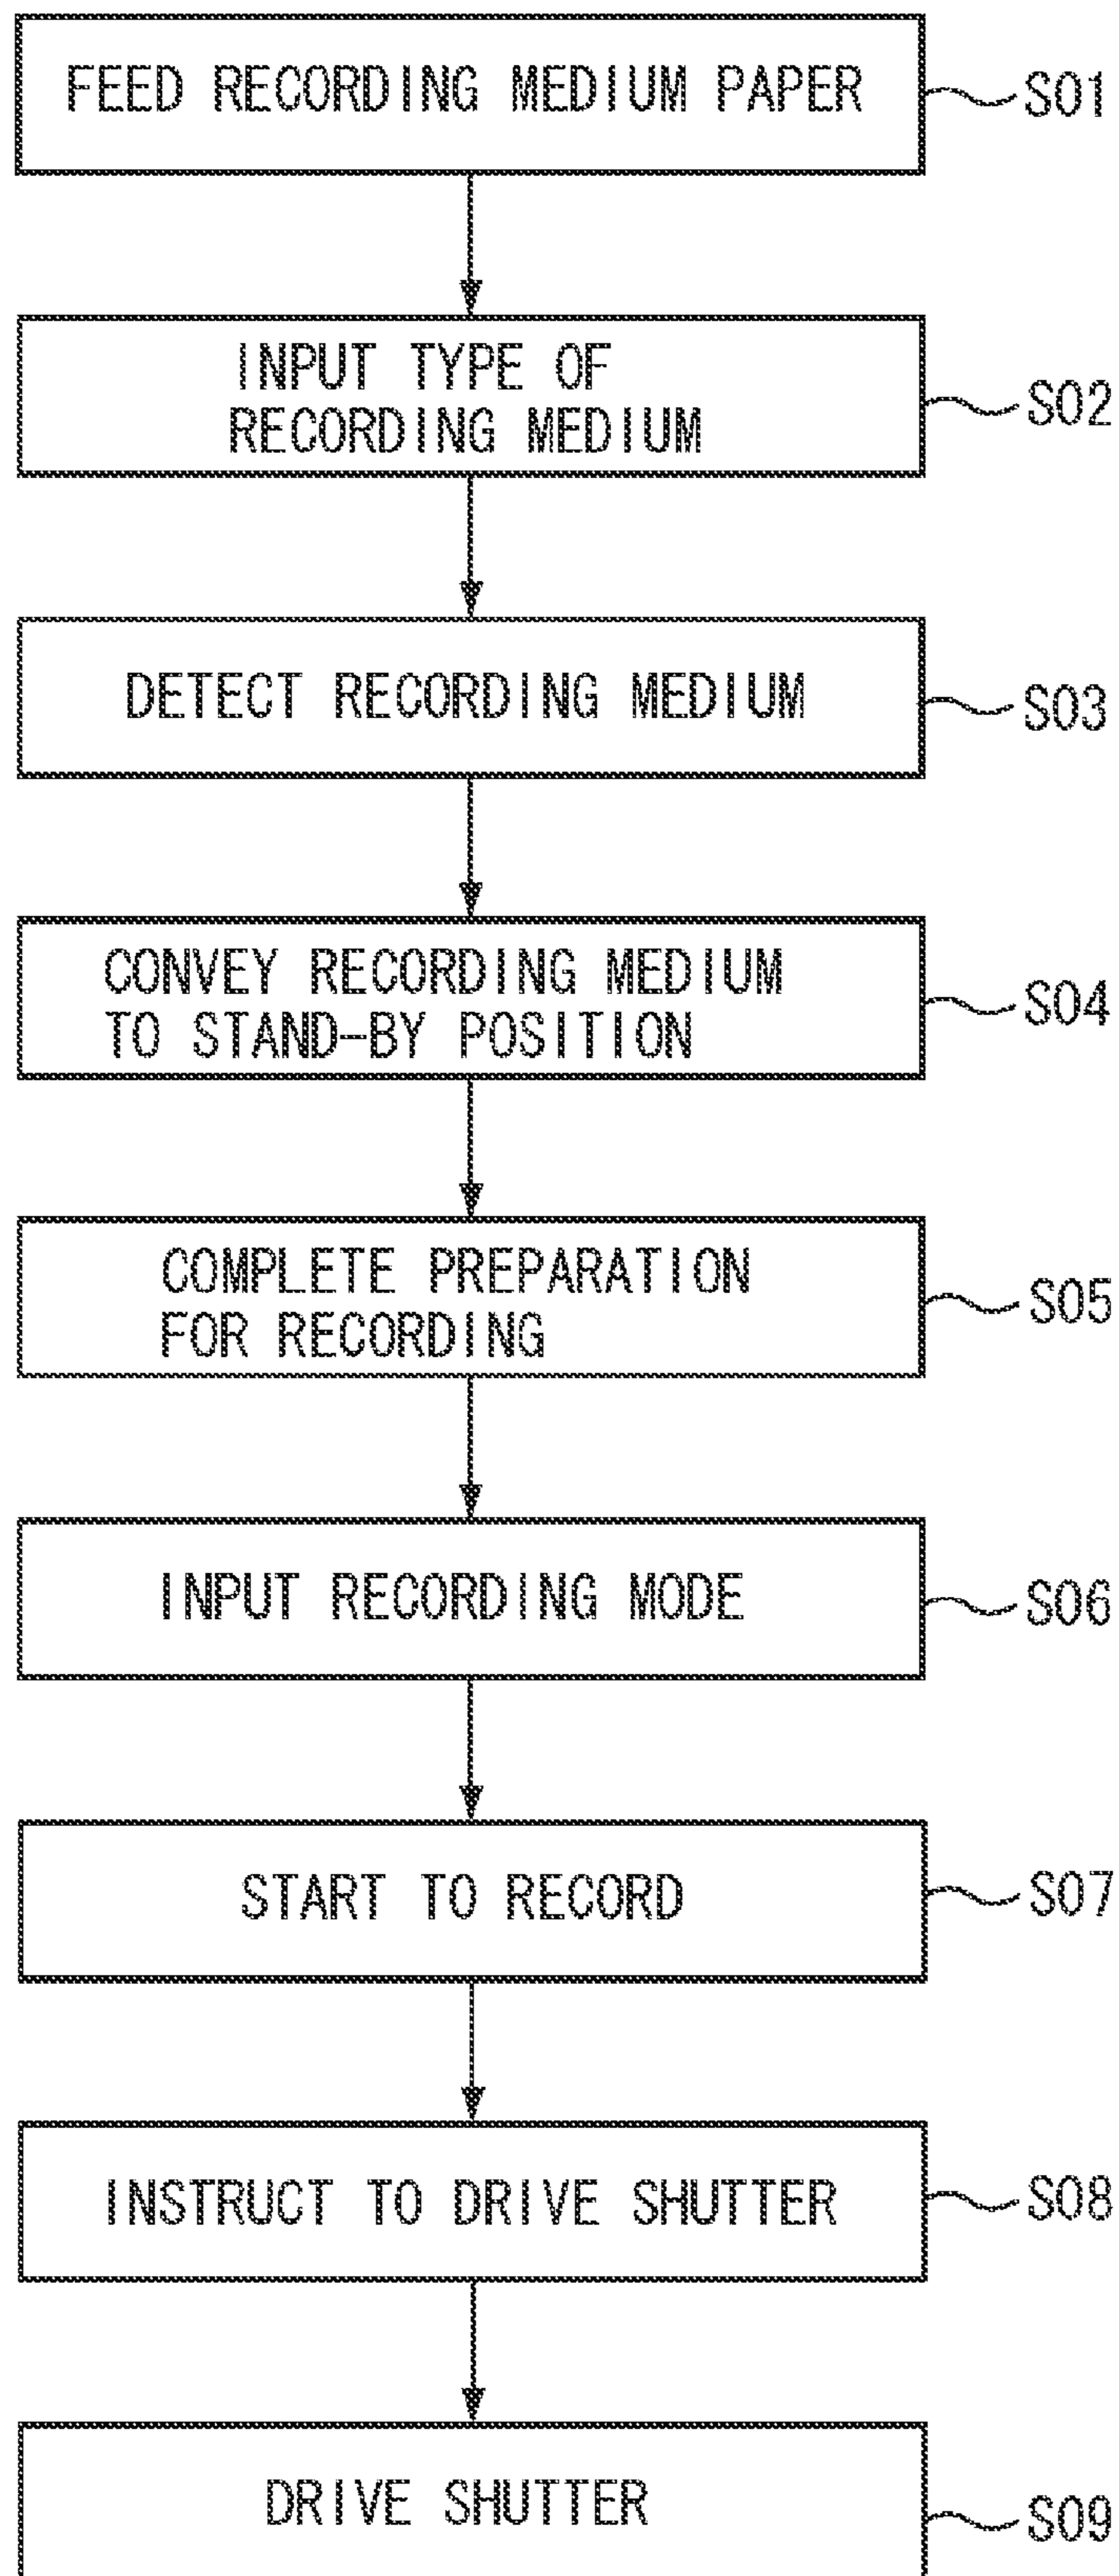 FEED RECORDING MEDIUM PAPER
S01
INPUT TYPE OF
RECORDING MEDIUM
S02
DETECT RECORDING MEDIUM
S03
CONVEY RECORDING MEDIUM
TO STAND-BY POSITION
S04
COMPLETE PREPARATION
FOR RECORDING
S05
INPUT RECORDING MODE
S06
START TO RECORD
S07
INSTRUCT TO DRIVE SHUTTER
S08
DRIVE SHUTTER
S09